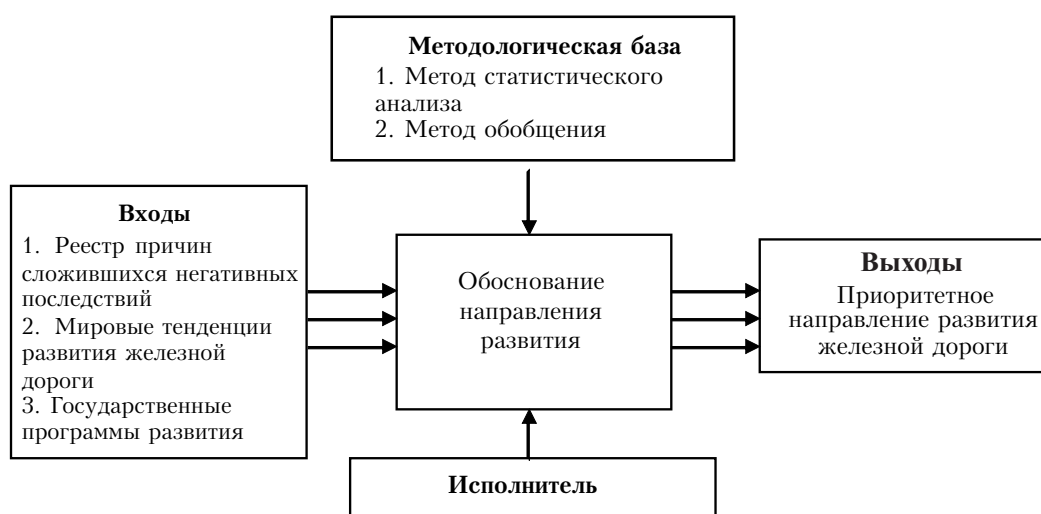 Методологическая база
1. Метод статистического
анализа
2. Метод обобщения
Входы
1. Реестр причин
сложившихся негативных
последствий
2. Мировые тенденции
развития железной
дороги
3. Государственные
программы развития
Обоснование
направления
развития
Выходы
Приоритетное
направление развития
железной дороги
Исполнитель